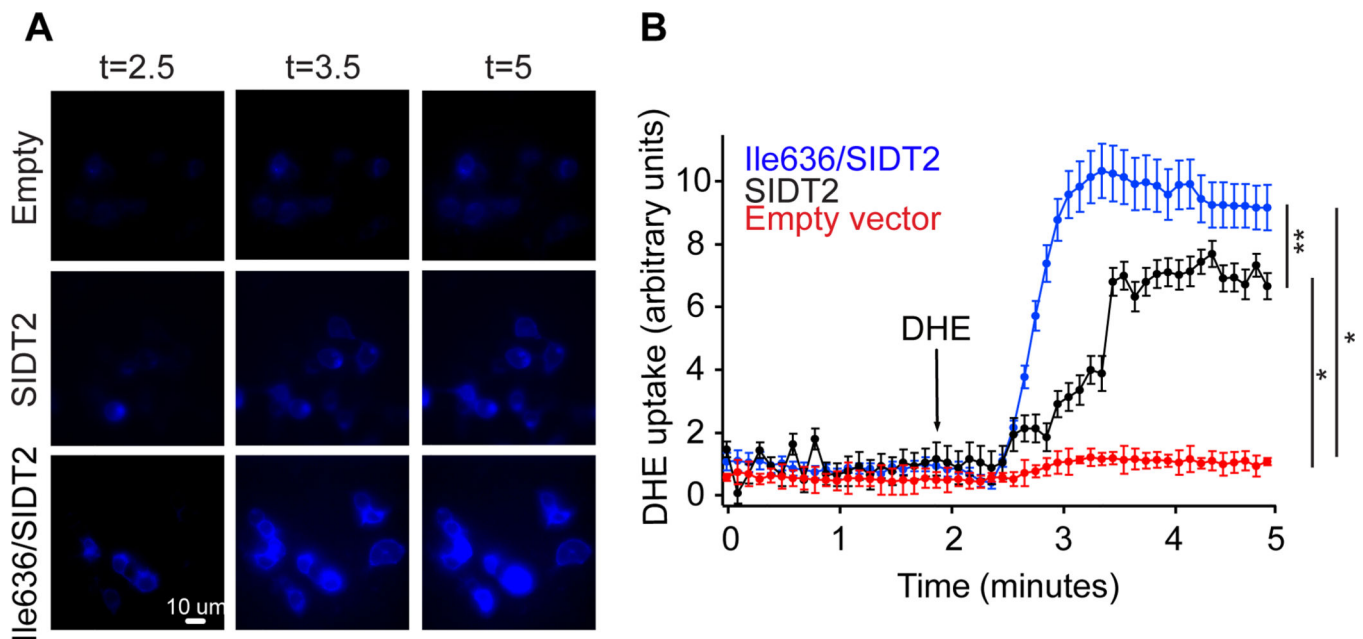 A
t=2.5 t=3.5 t=5
Empty
SIDT2
Ile636/SIDT2
10 um
B
DHE uptake (arbitrary units)
10
8
6
4
2
0
Ile636/SIDT2
SIDT2
Empty vector
DHE
**
*
*
0 1 2 3 4 5
Time (minutes)